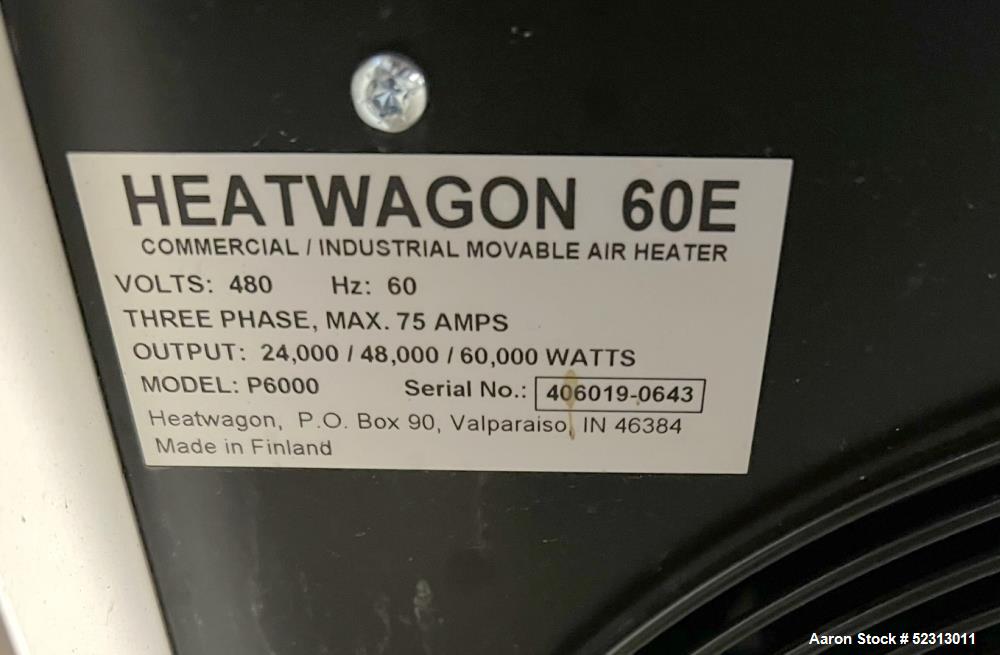 HEATWAGON 60E
COMMERCIAL / INDUSTRIAL MOVABLE AIR HEATER
VOLTS: 480 Hz: 60
THREE PHASE, MAX. 75 AMPS
OUTPUT: 24,000 / 48,000 / 60,000 WATTS
MODEL: P6000 Serial No.: 406019-0643
Heatwagon, P.O. Box 90, Valparaiso, IN 46384
Made in Finland
Aaron Stock # 52313011